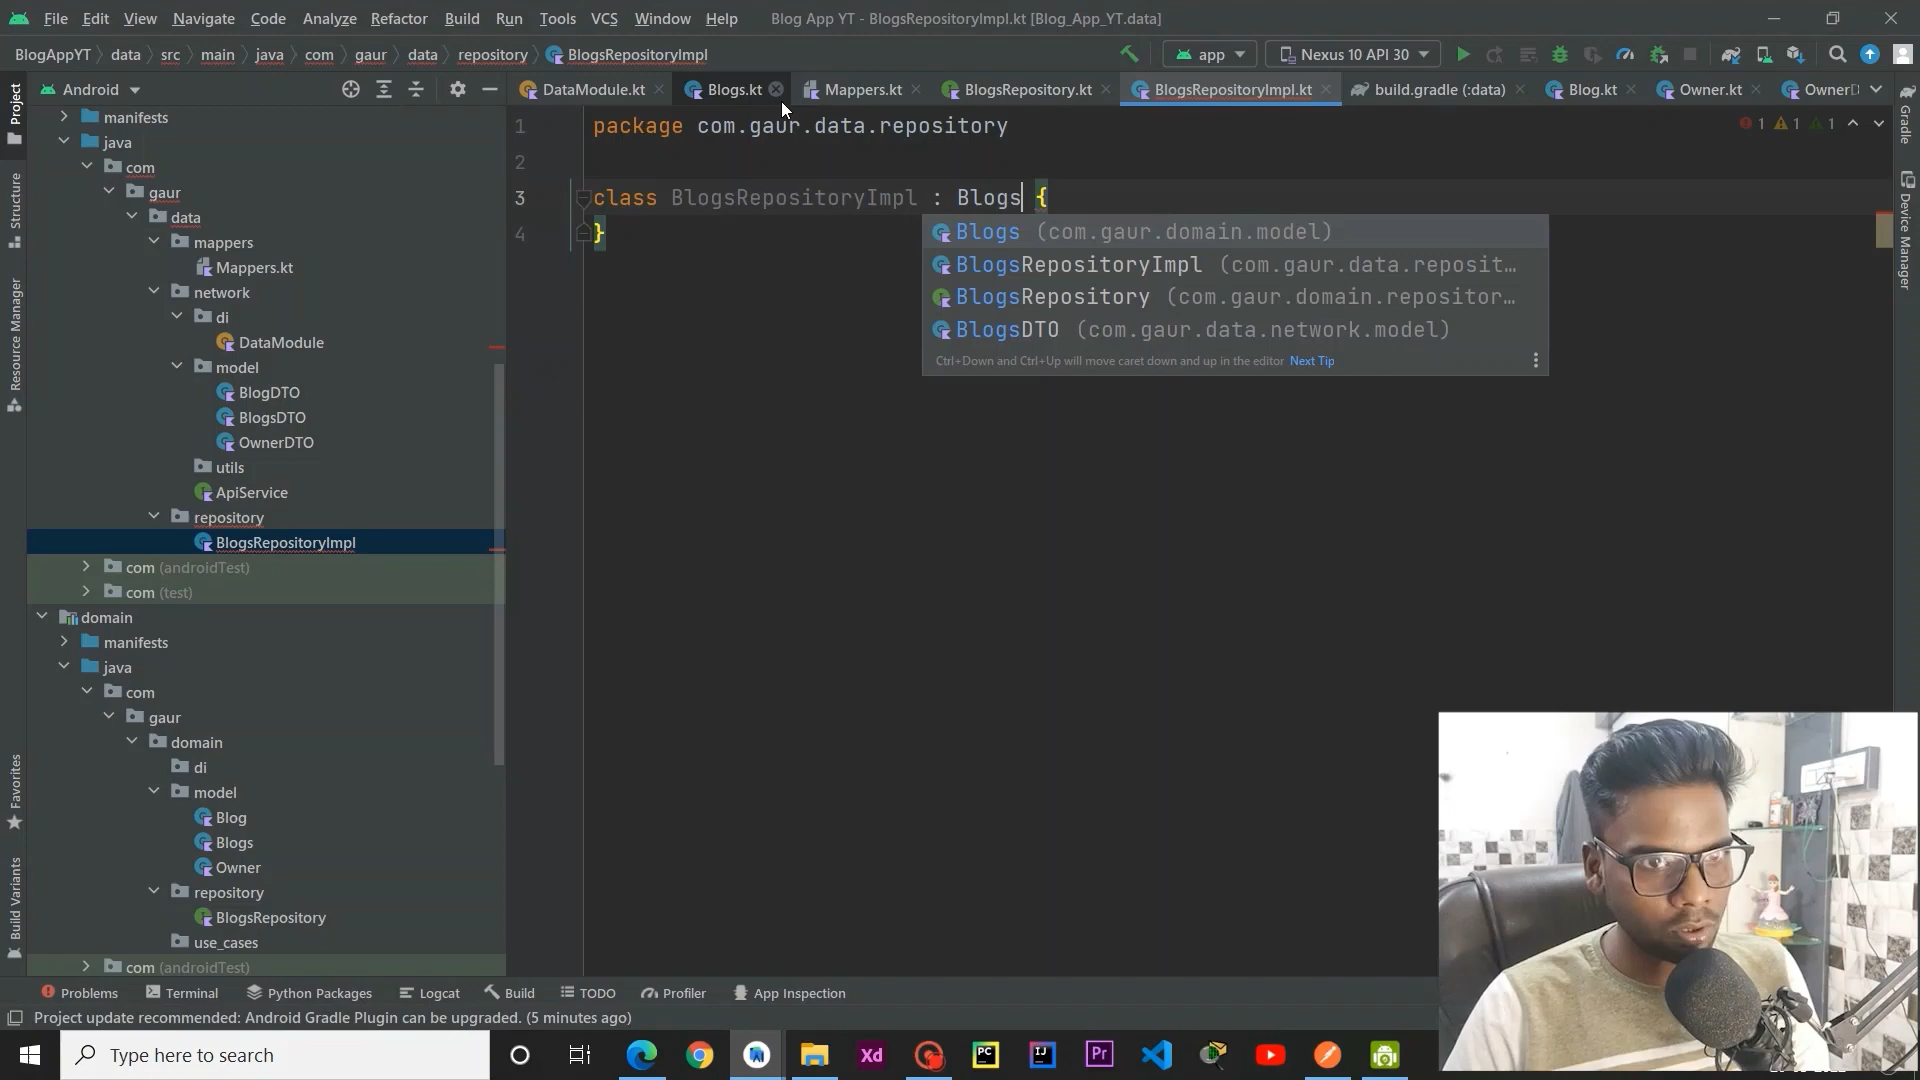 File Edit View Navigate Code Analyze Refactor Build Run Tools VCS Window Help Blog App YT - BlogsRepositoryImpl.kt [Blog_App_YT.data]
BlogAppYT data src main java com gaur data repository BlogsRepositoryImpl app Nexus 10 API 30
Project Android DataModule.kt Blogs.kt Mappers.kt BlogsRepository.kt BlogsRepositoryImpl.kt build.gradle (:data) Blog.kt Owner.kt OwnerD
manifests
java
com
gaur
data
mappers
Mappers.kt
network
di
DataModule
model
BlogDTO
BlogsDTO
OwnerDTO
utils
ApiService
repository
BlogsRepositoryImpl
com (androidTest)
com (test)
domain
manifests
java
com
gaur
domain
di
model
Blog
Blogs
Owner
repository
BlogsRepository
use_cases
com (androidTest)
Structure
Resource Manager
Favorites
Build Variants
1 package com.gaur.data.repository
2
3 class BlogsRepositoryImpl : Blogs {
4 }
1 1 1
Blogs (com.gaur.domain.model)
BlogsRepositoryImpl (com.gaur.data.reposit…
BlogsRepository (com.gaur.domain.repositor…
BlogsDTO (com.gaur.data.network.model)
Ctrl+Down and Ctrl+Up will move caret down and up in the editor Next Tip
Gradle
Device Manager
Problems Terminal Python Packages Logcat Build TODO Profiler App Inspection
Project update recommended: Android Gradle Plugin can be upgraded. (5 minutes ago)
Type here to search Xd PC IJ Pr